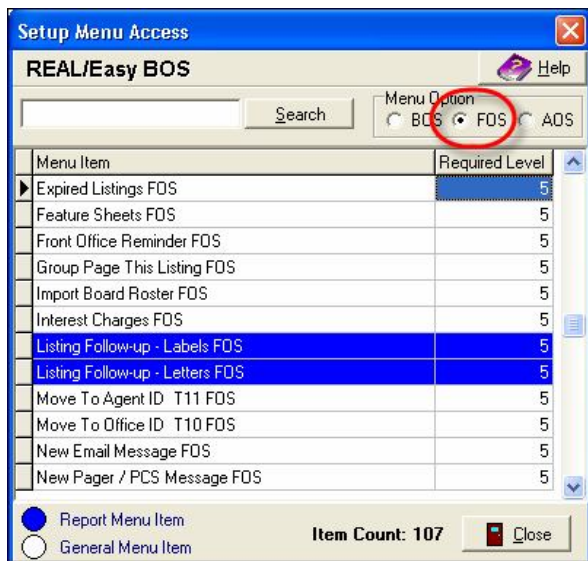 Setup Menu Access
REAL/Easy BOS
Help
Search
Menu Option
BOS FOS AOS
Menu Item Required Level
Expired Listings FOS 5
Feature Sheets FOS 5
Front Office Reminder FOS 5
Group Page This Listing FOS 5
Import Board Roster FOS 5
Interest Charges FOS 5
Listing Follow-up - Labels FOS 5
Listing Follow-up - Letters FOS 5
Move To Agent ID T11 FOS 5
Move To Office ID T10 FOS 5
New Email Message FOS 5
New Pager / PCS Message FOS 5
Report Menu Item
General Menu Item
Item Count: 107
Close